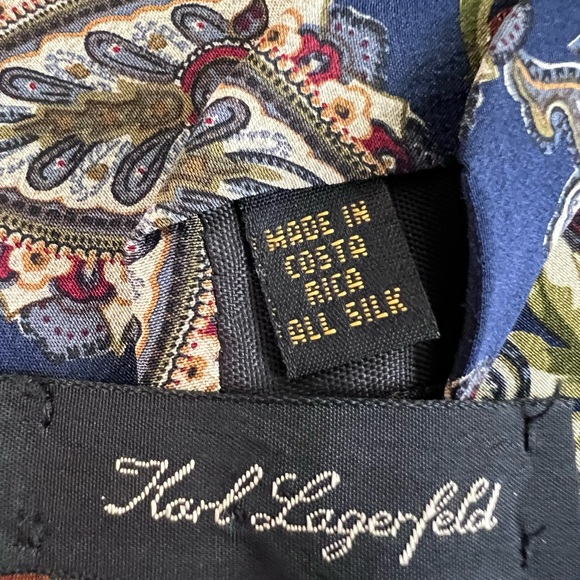 MADE IN
COSTA
RICA
ALL SILK
Karl Lagerfeld